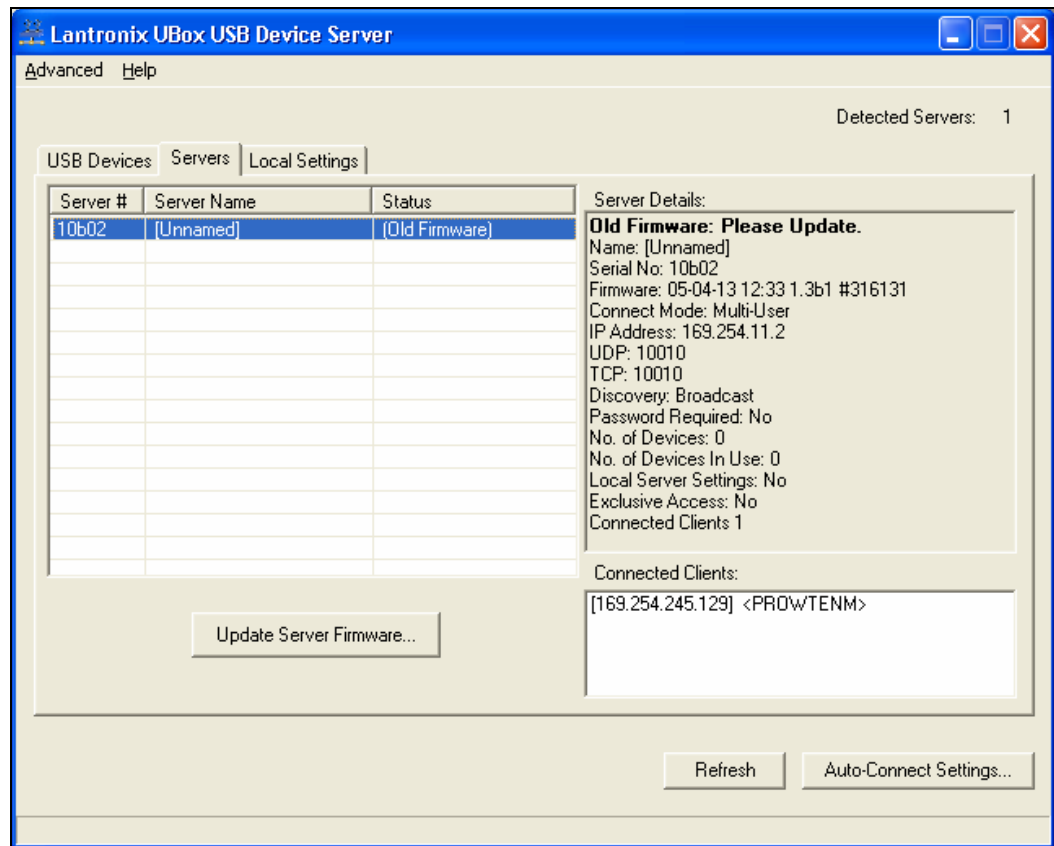 Lantronix UBox USB Device Server
Advanced Help
Detected Servers: 1
USB Devices Servers Local Settings
Server # Server Name Status
10b02 [Unnamed] (Old Firmware)
Server Details:
Old Firmware: Please Update.
Name: [Unnamed]
Serial No: 10b02
Firmware: 05-04-13 12:33 1.3b1 #316131
Connect Mode: Multi-User
IP Address: 169.254.11.2
UDP: 10010
TCP: 10010
Discovery: Broadcast
Password Required: No
No. of Devices: 0
No. of Devices In Use: 0
Local Server Settings: No
Exclusive Access: No
Connected Clients 1
Connected Clients:
[169.254.245.129] <PROWTENM>
Update Server Firmware...
Refresh
Auto-Connect Settings...